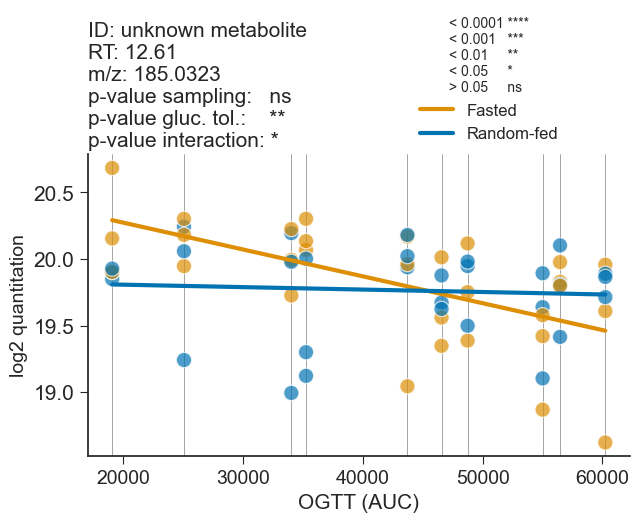 ID: unknown metabolite
RT: 12.61
m/z: 185.0323
p-value sampling: ns
p-value gluc. tol.: **
p-value interaction: *
< 0.0001 ****
< 0.001 ***
< 0.01 **
< 0.05 *
> 0.05 ns
Fasted
Random-fed
log2 quantitation
20.5
20.0
19.5
19.0
20000 30000 40000 50000 60000
OGTT (AUC)